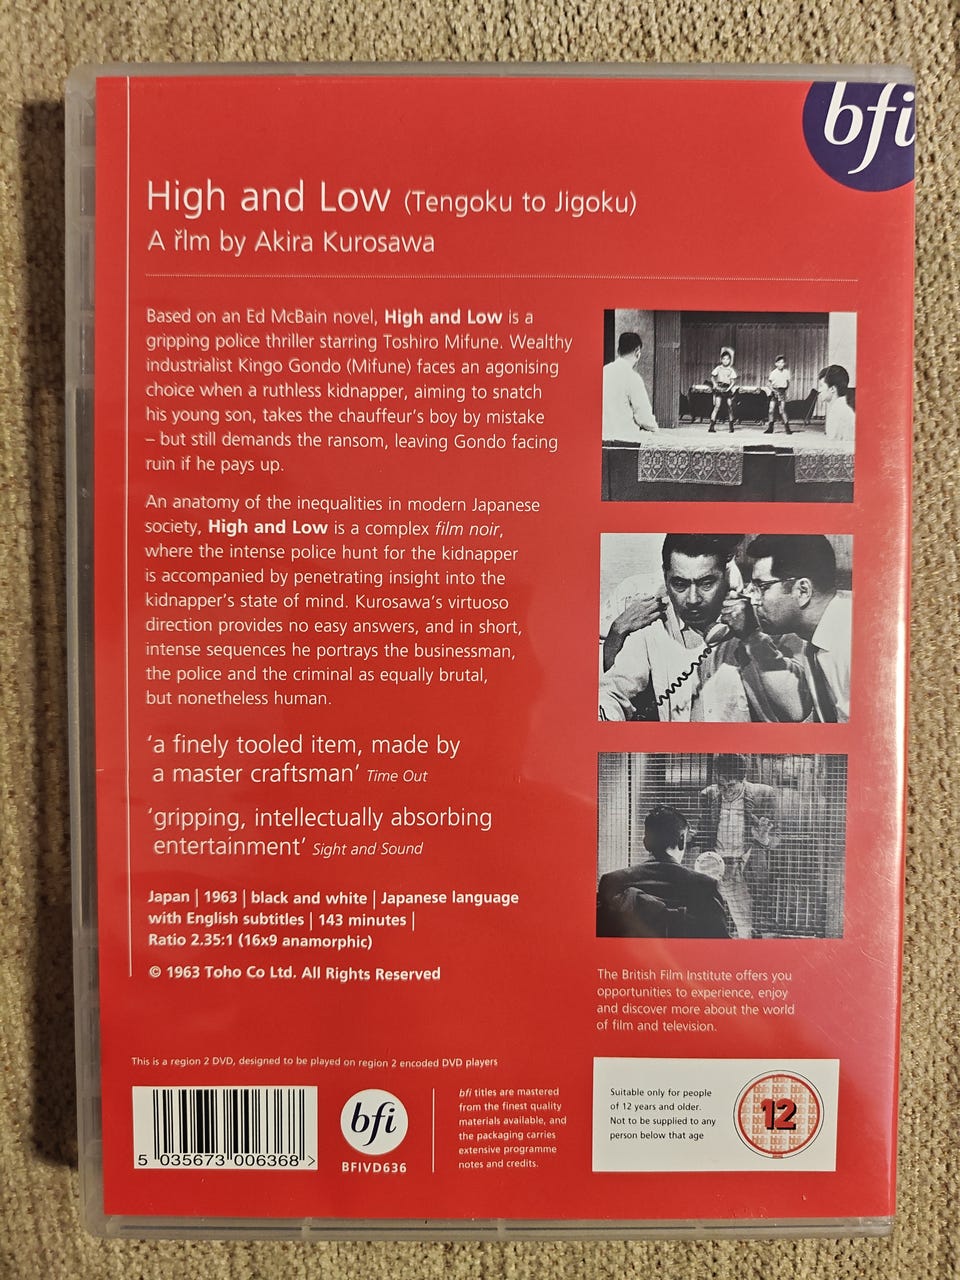 bfi
High and Low (Tengoku to Jigoku)
A řlm by Akira Kurosawa
Based on an Ed McBain novel, High and Low is a
gripping police thriller starring Toshiro Mifune. Wealthy
industrialist Kingo Gondo (Mifune) faces an agonising
choice when a ruthless kidnapper, aiming to snatch
his young son, takes the chauffeur's boy by mistake
– but still demands the ransom, leaving Gondo facing
ruin if he pays up.
An anatomy of the inequalities in modern Japanese
society, High and Low is a complex film noir,
where the intense police hunt for the kidnapper
is accompanied by penetrating insight into the
kidnapper's state of mind. Kurosawa's virtuoso
direction provides no easy answers, and in short,
intense sequences he portrays the businessman,
the police and the criminal as equally brutal,
but nonetheless human.
'a finely tooled item, made by
a master craftsman' Time Out
'gripping, intellectually absorbing
entertainment' Sight and Sound
Japan | 1963 | black and white | Japanese language
with English subtitles | 143 minutes |
Ratio 2.35:1 (16x9 anamorphic)
© 1963 Toho Co Ltd. All Rights Reserved
The British Film Institute offers you
opportunities to experience, enjoy
and discover more about the world
of film and television.
This is a region 2 DVD, designed to be played on region 2 encoded DVD players
5 035673 006368 >
bfi
BFIVD636
bfi titles are mastered
from the finest quality
materials available, and
the packaging carries
extensive programme
notes and credits.
Suitable only for people
of 12 years and older.
Not to be supplied to any
person below that age
12